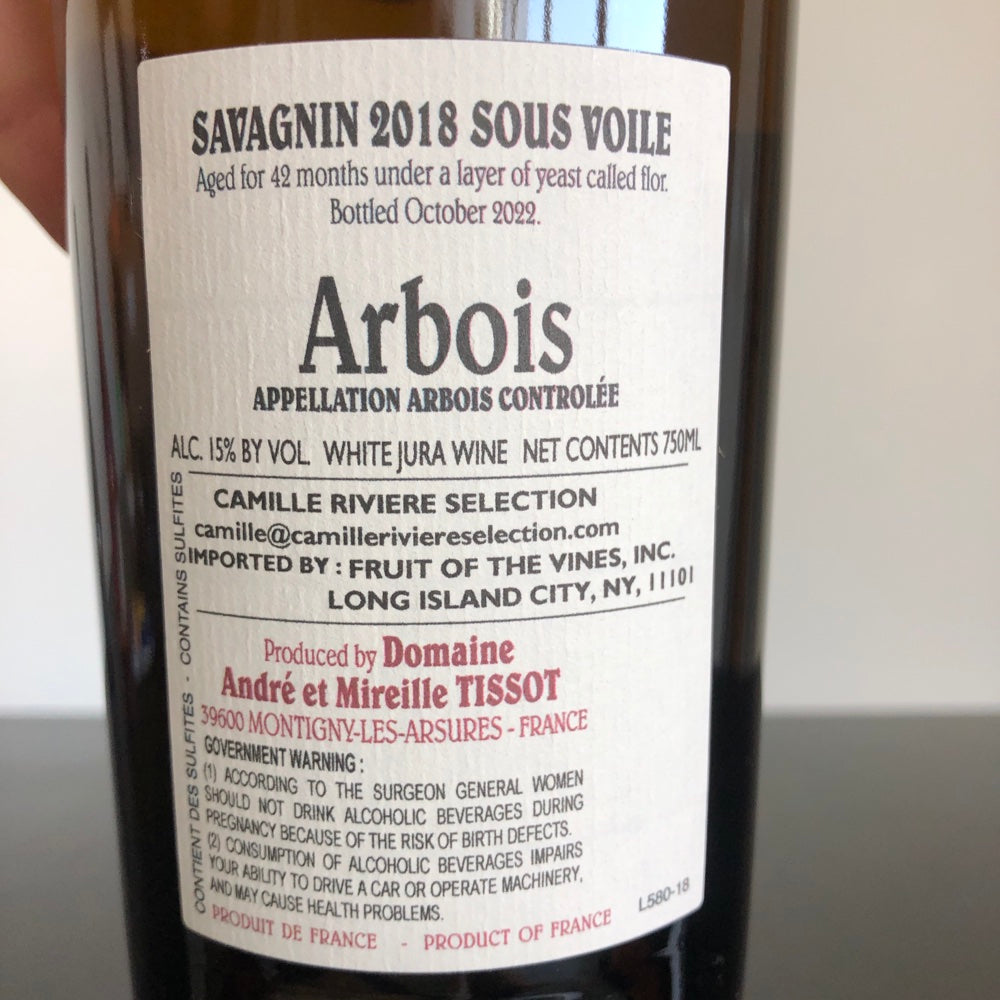 SAVAGNIN 2018 SOUS VOILE
Aged for 42 months under a layer of yeast called flor.
Bottled October 2022.
Arbois
APPELLATION ARBOIS CONTROLÉE
ALC. 15% BY VOL. WHITE JURA WINE NET CONTENTS 750ML
CAMILLE RIVIERE SELECTION
camille@camilleriviereselection.com
IMPORTED BY : FRUIT OF THE VINES, INC.
LONG ISLAND CITY, NY, 11101
CONTIENT DES SULFITES - CONTAINS SULFITES
Produced by Domaine
André et Mireille TISSOT
39600 MONTIGNY-LES-ARSURES - FRANCE
GOVERNMENT WARNING :
(1) ACCORDING TO THE SURGEON GENERAL WOMEN
SHOULD NOT DRINK ALCOHOLIC BEVERAGES DURING
PREGNANCY BECAUSE OF THE RISK OF BIRTH DEFECTS.
(2) CONSUMPTION OF ALCOHOLIC BEVERAGES IMPAIRS
YOUR ABILITY TO DRIVE A CAR OR OPERATE MACHINERY,
AND MAY CAUSE HEALTH PROBLEMS.
L580-18
PRODUIT DE FRANCE - PRODUCT OF FRANCE